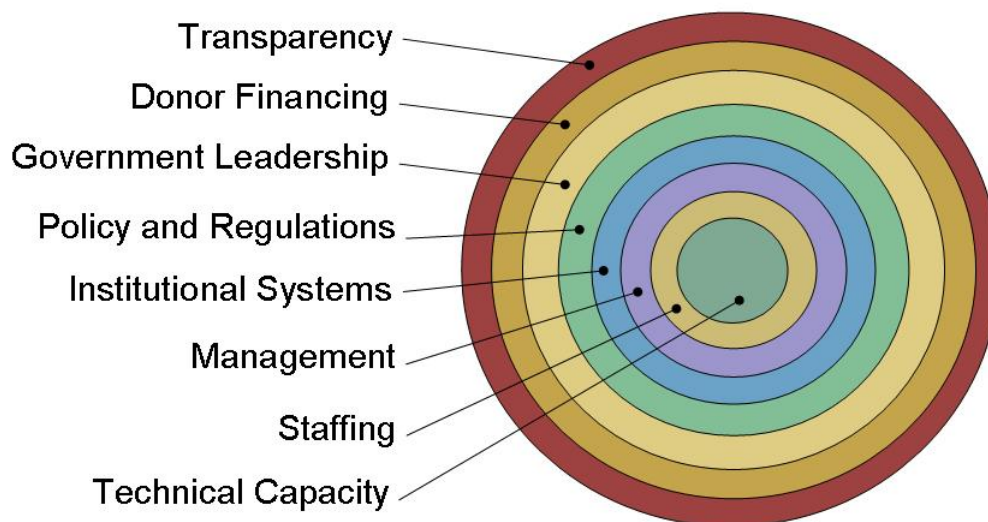 Transparency
Donor Financing
Government Leadership
Policy and Regulations
Institutional Systems
Management
Staffing
Technical Capacity